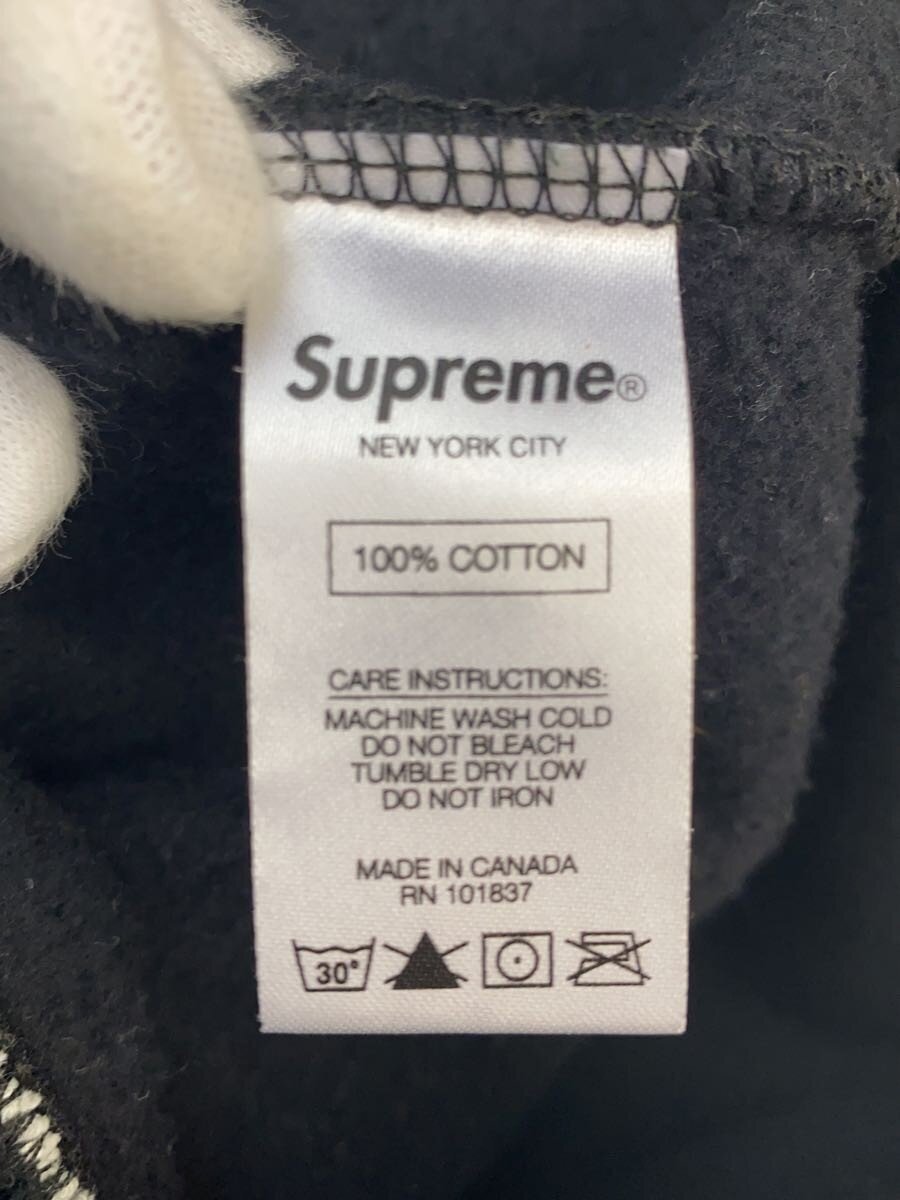 Supreme®
NEW YORK CITY
100% COTTON
CARE INSTRUCTIONS:
MACHINE WASH COLD
DO NOT BLEACH
TUMBLE DRY LOW
DO NOT IRON
MADE IN CANADA
RN 101837
30°